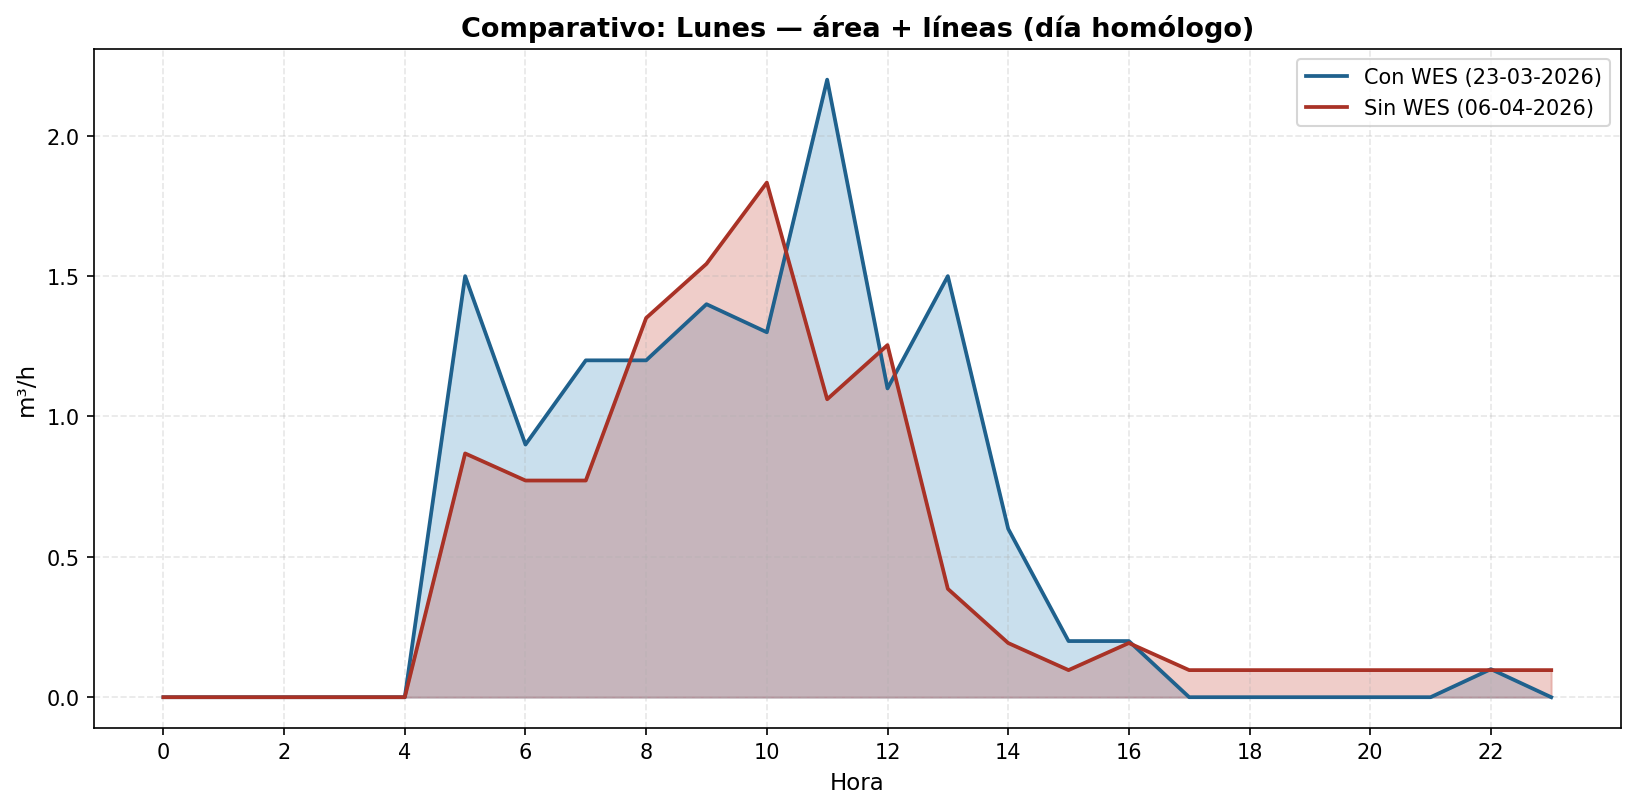 Comparativo: Lunes — área + líneas (día homólogo)
Con WES (23-03-2026)
Sin WES (06-04-2026)
m³/h
2.0
1.5
1.0
0.5
0.0
0 2 4 6 8 10 12 14 16 18 20 22
Hora